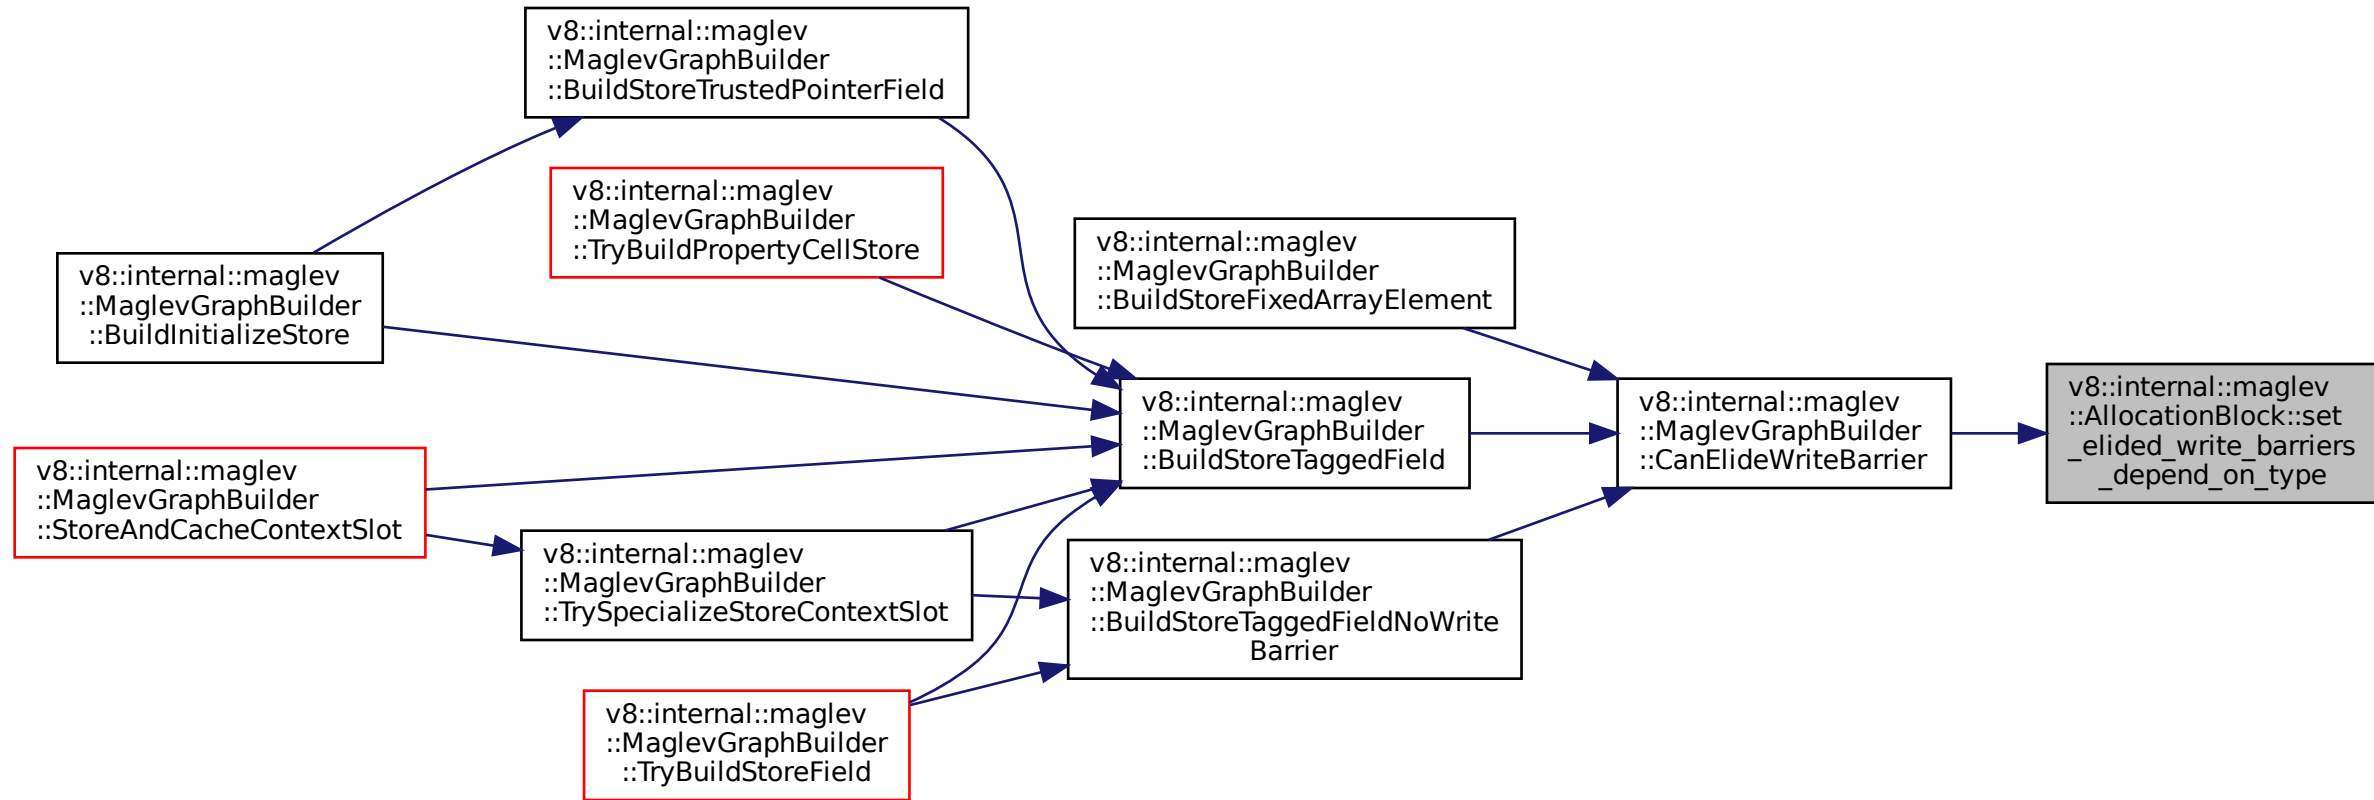 v8::internal::maglev
::MaglevGraphBuilder
::BuildStoreTrustedPointerField
v8::internal::maglev
::MaglevGraphBuilder
::TryBuildPropertyCellStore
v8::internal::maglev
::MaglevGraphBuilder
::BuildStoreFixedArrayElement
v8::internal::maglev
::MaglevGraphBuilder
::BuildInitializeStore
v8::internal::maglev
::AllocationBlock::set
_elided_write_barriers
_depend_on_type
v8::internal::maglev
::MaglevGraphBuilder
::BuildStoreTaggedField
v8::internal::maglev
::MaglevGraphBuilder
::CanElideWriteBarrier
v8::internal::maglev
::MaglevGraphBuilder
::StoreAndCacheContextSlot
v8::internal::maglev
::MaglevGraphBuilder
::TrySpecializeStoreContextSlot
v8::internal::maglev
::MaglevGraphBuilder
::BuildStoreTaggedFieldNoWrite
Barrier
v8::internal::maglev
::MaglevGraphBuilder
::TryBuildStoreField